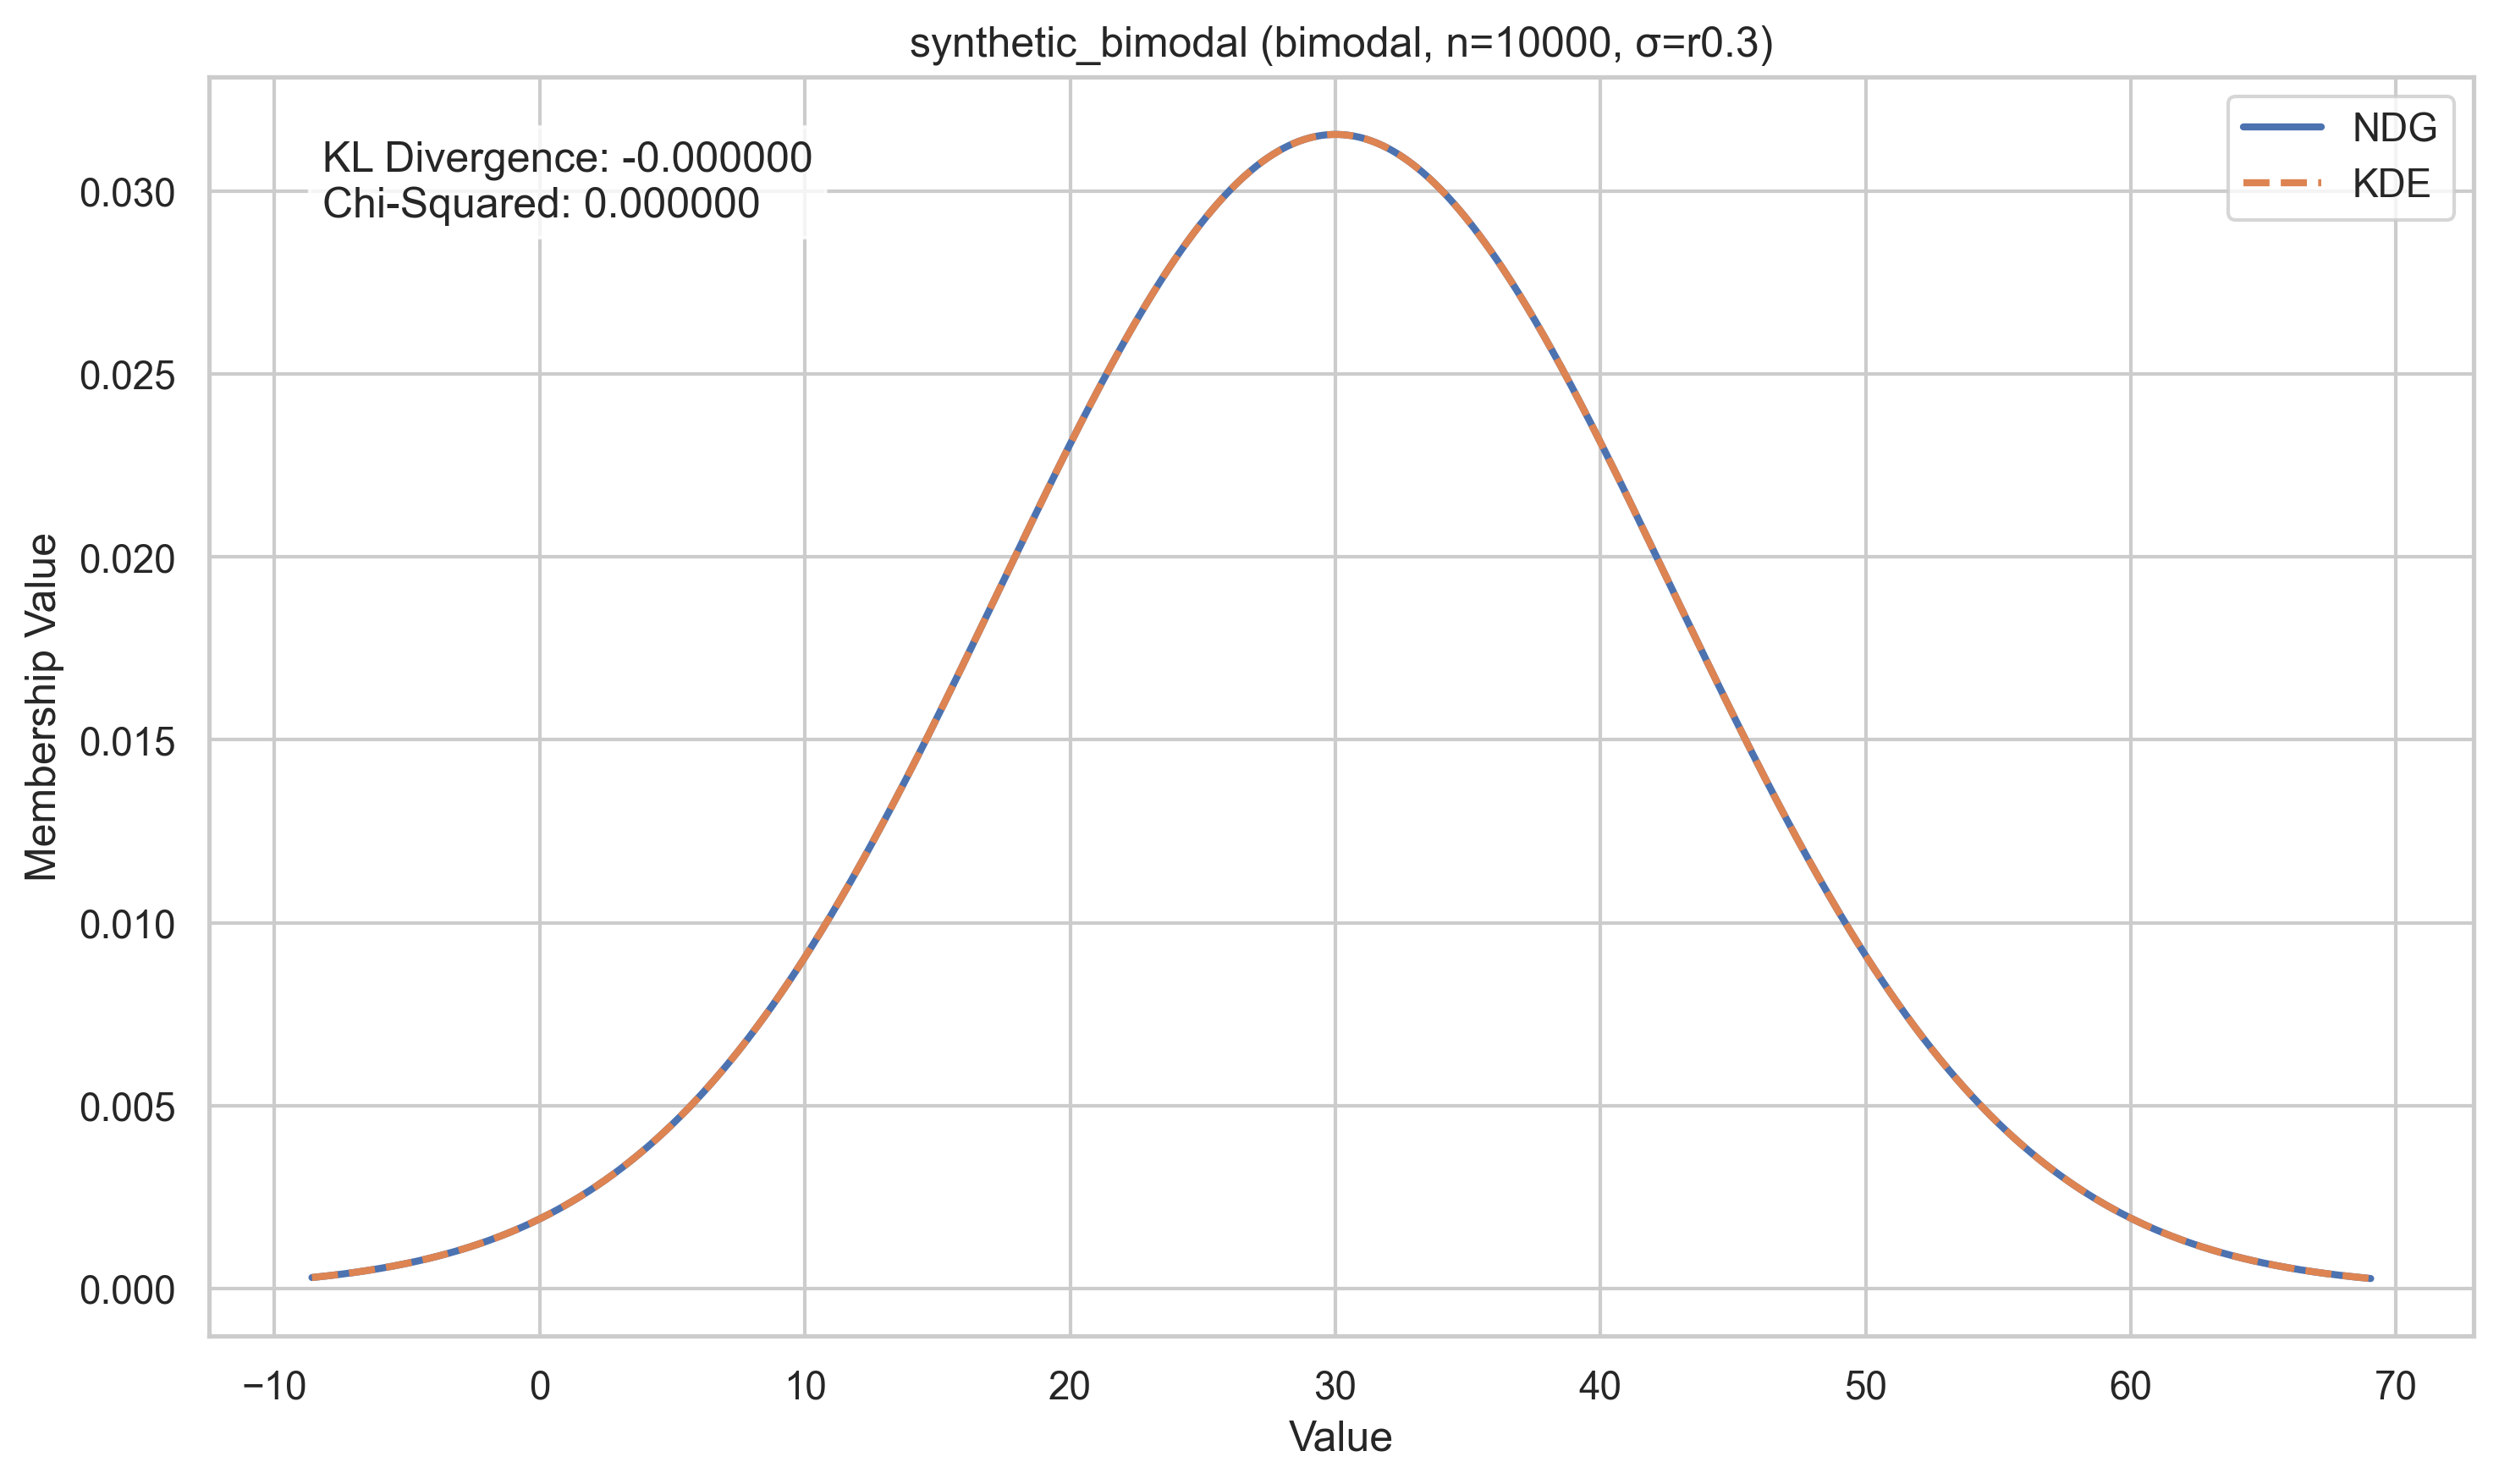 synthetic_bimodal (bimodal, n=10000, σ=r0.3)
KL Divergence: -0.000000
Chi-Squared: 0.000000
NDG
KDE
Membership Value
0.030
0.025
0.020
0.015
0.010
0.005
0.000
−10 0 10 20 30 40 50 60 70
Value